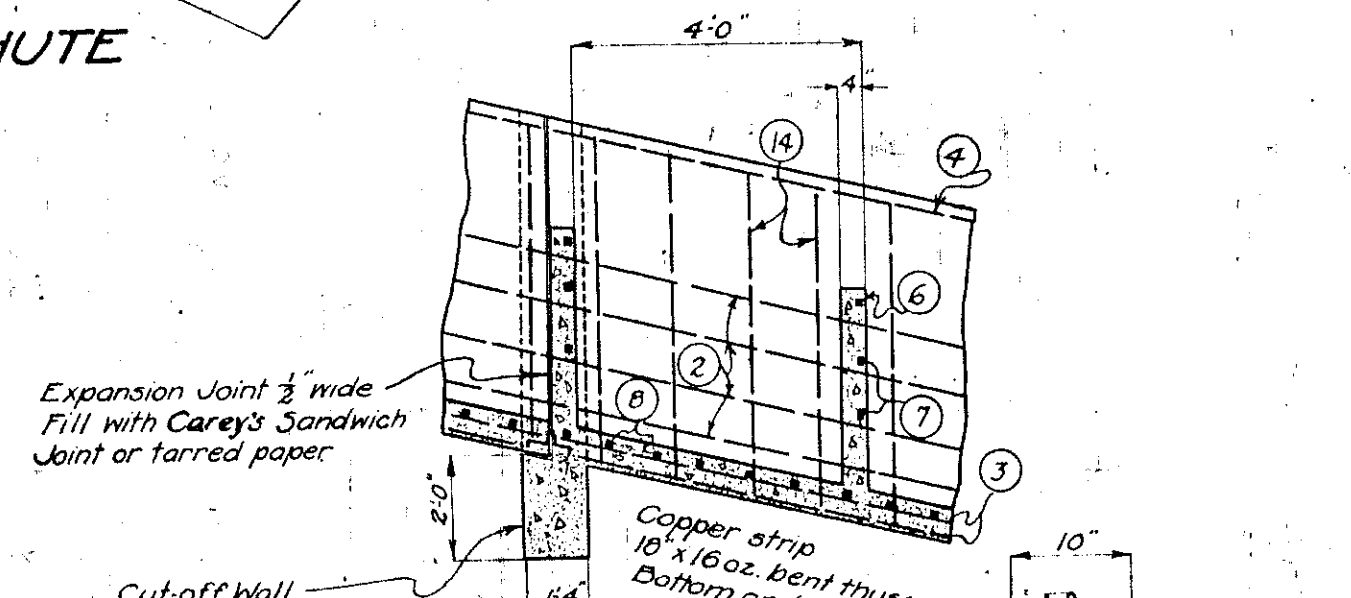 HUTE
4'-0"
4"
14
4
6
2
8
7
Expansion Joint ½" wide
Fill with Carey's Sandwich
Joint or tarred paper
3
2'-0"
Copper strip
18" x 16 oz. bent thus
Bottom
10"
Cut-off Wall